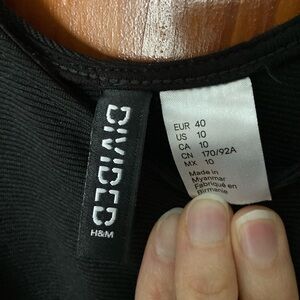 DIVIDED
H&M
EUR 40
US 10
CA 10
CN 170/92A
MX 10
Made in
Myanmar
Fabriqué en
Birmanie